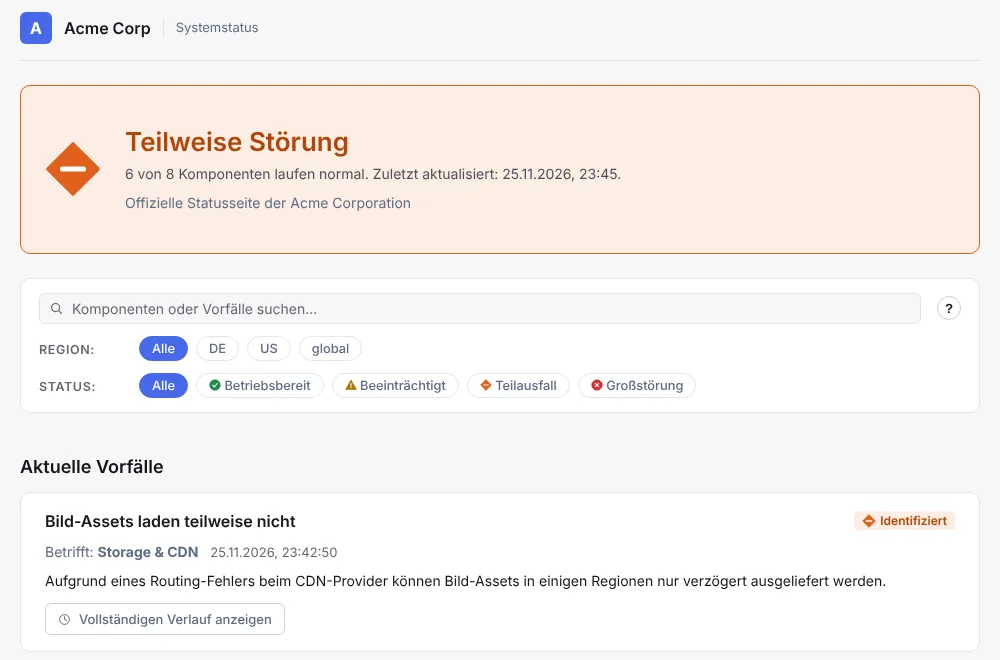 A Acme Corp Systemstatus
Teilweise Störung
6 von 8 Komponenten laufen normal. Zuletzt aktualisiert: 25.11.2026, 23:45.
Offizielle Statusseite der Acme Corporation
Komponenten oder Vorfälle suchen... ?
REGION: Alle DE US global
STATUS: Alle Betriebsbereit Beeinträchtigt Teilausfall Großstörung
Aktuelle Vorfälle
Bild-Assets laden teilweise nicht Identifiziert
Betrifft: Storage & CDN 25.11.2026, 23:42:50
Aufgrund eines Routing-Fehlers beim CDN-Provider können Bild-Assets in einigen Regionen nur verzögert ausgeliefert werden.
Vollständigen Verlauf anzeigen